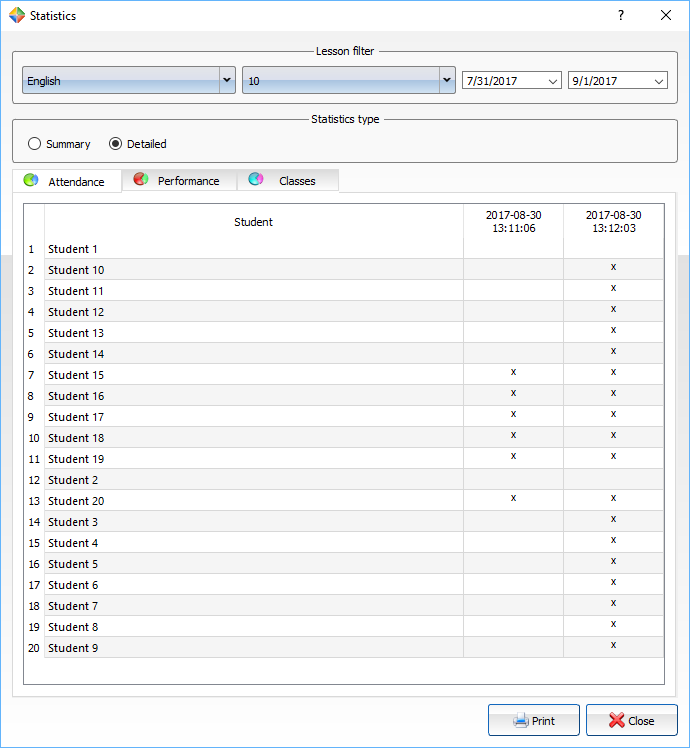 Statistics ?
Lesson filter
English 10 7/31/2017 9/1/2017
Statistics type
Summary Detailed
Attendance Performance Classes
Student 2017-08-30 2017-08-30
13:11:06 13:12:03
1 Student 1
2 Student 10 x
3 Student 11 x
4 Student 12 x
5 Student 13 x
6 Student 14 x
7 Student 15 x x
8 Student 16 x x
9 Student 17 x x
10 Student 18 x x
11 Student 19 x x
12 Student 2
13 Student 20 x x
14 Student 3 x
15 Student 4 x
16 Student 5 x
17 Student 6 x
18 Student 7 x
19 Student 8 x
20 Student 9 x
Print Close